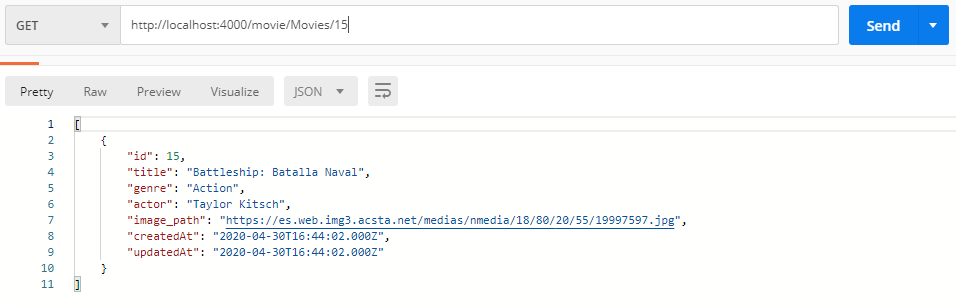 GET http://localhost:4000/movie/Movies/15 Send
Pretty Raw Preview Visualize JSON
1 [
2 {
3 "id": 15,
4 "title": "Battleship: Batalla Naval",
5 "genre": "Action",
6 "actor": "Taylor Kitsch",
7 "image_path": "https://es.web.img3.acsta.net/medias/nmedia/18/80/20/55/19997597.jpg",
8 "createdAt": "2020-04-30T16:44:02.000Z",
9 "updatedAt": "2020-04-30T16:44:02.000Z"
10 }
11 ]